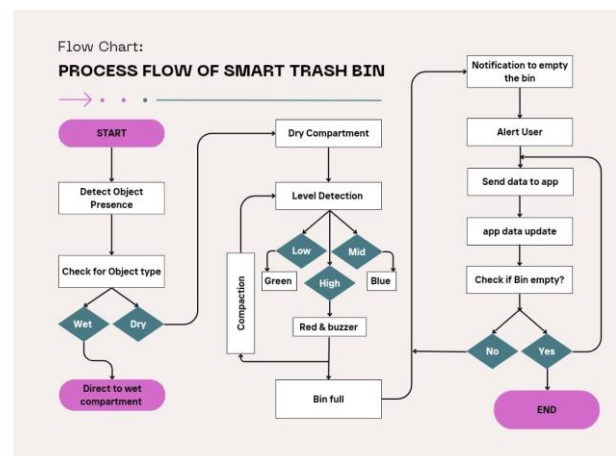 Flow Chart:
PROCESS FLOW OF SMART TRASH BIN
START
Detect Object
Presence
Check for Object type
Wet
Dry
Direct to wet
compartment
Dry Compartment
Level Detection
Low
Mid
High
Green
Blue
Compaction
Red & buzzer
Bin full
Notification to empty
the bin
Alert User
Send data to app
app data update
Check if Bin empty?
No
Yes
END